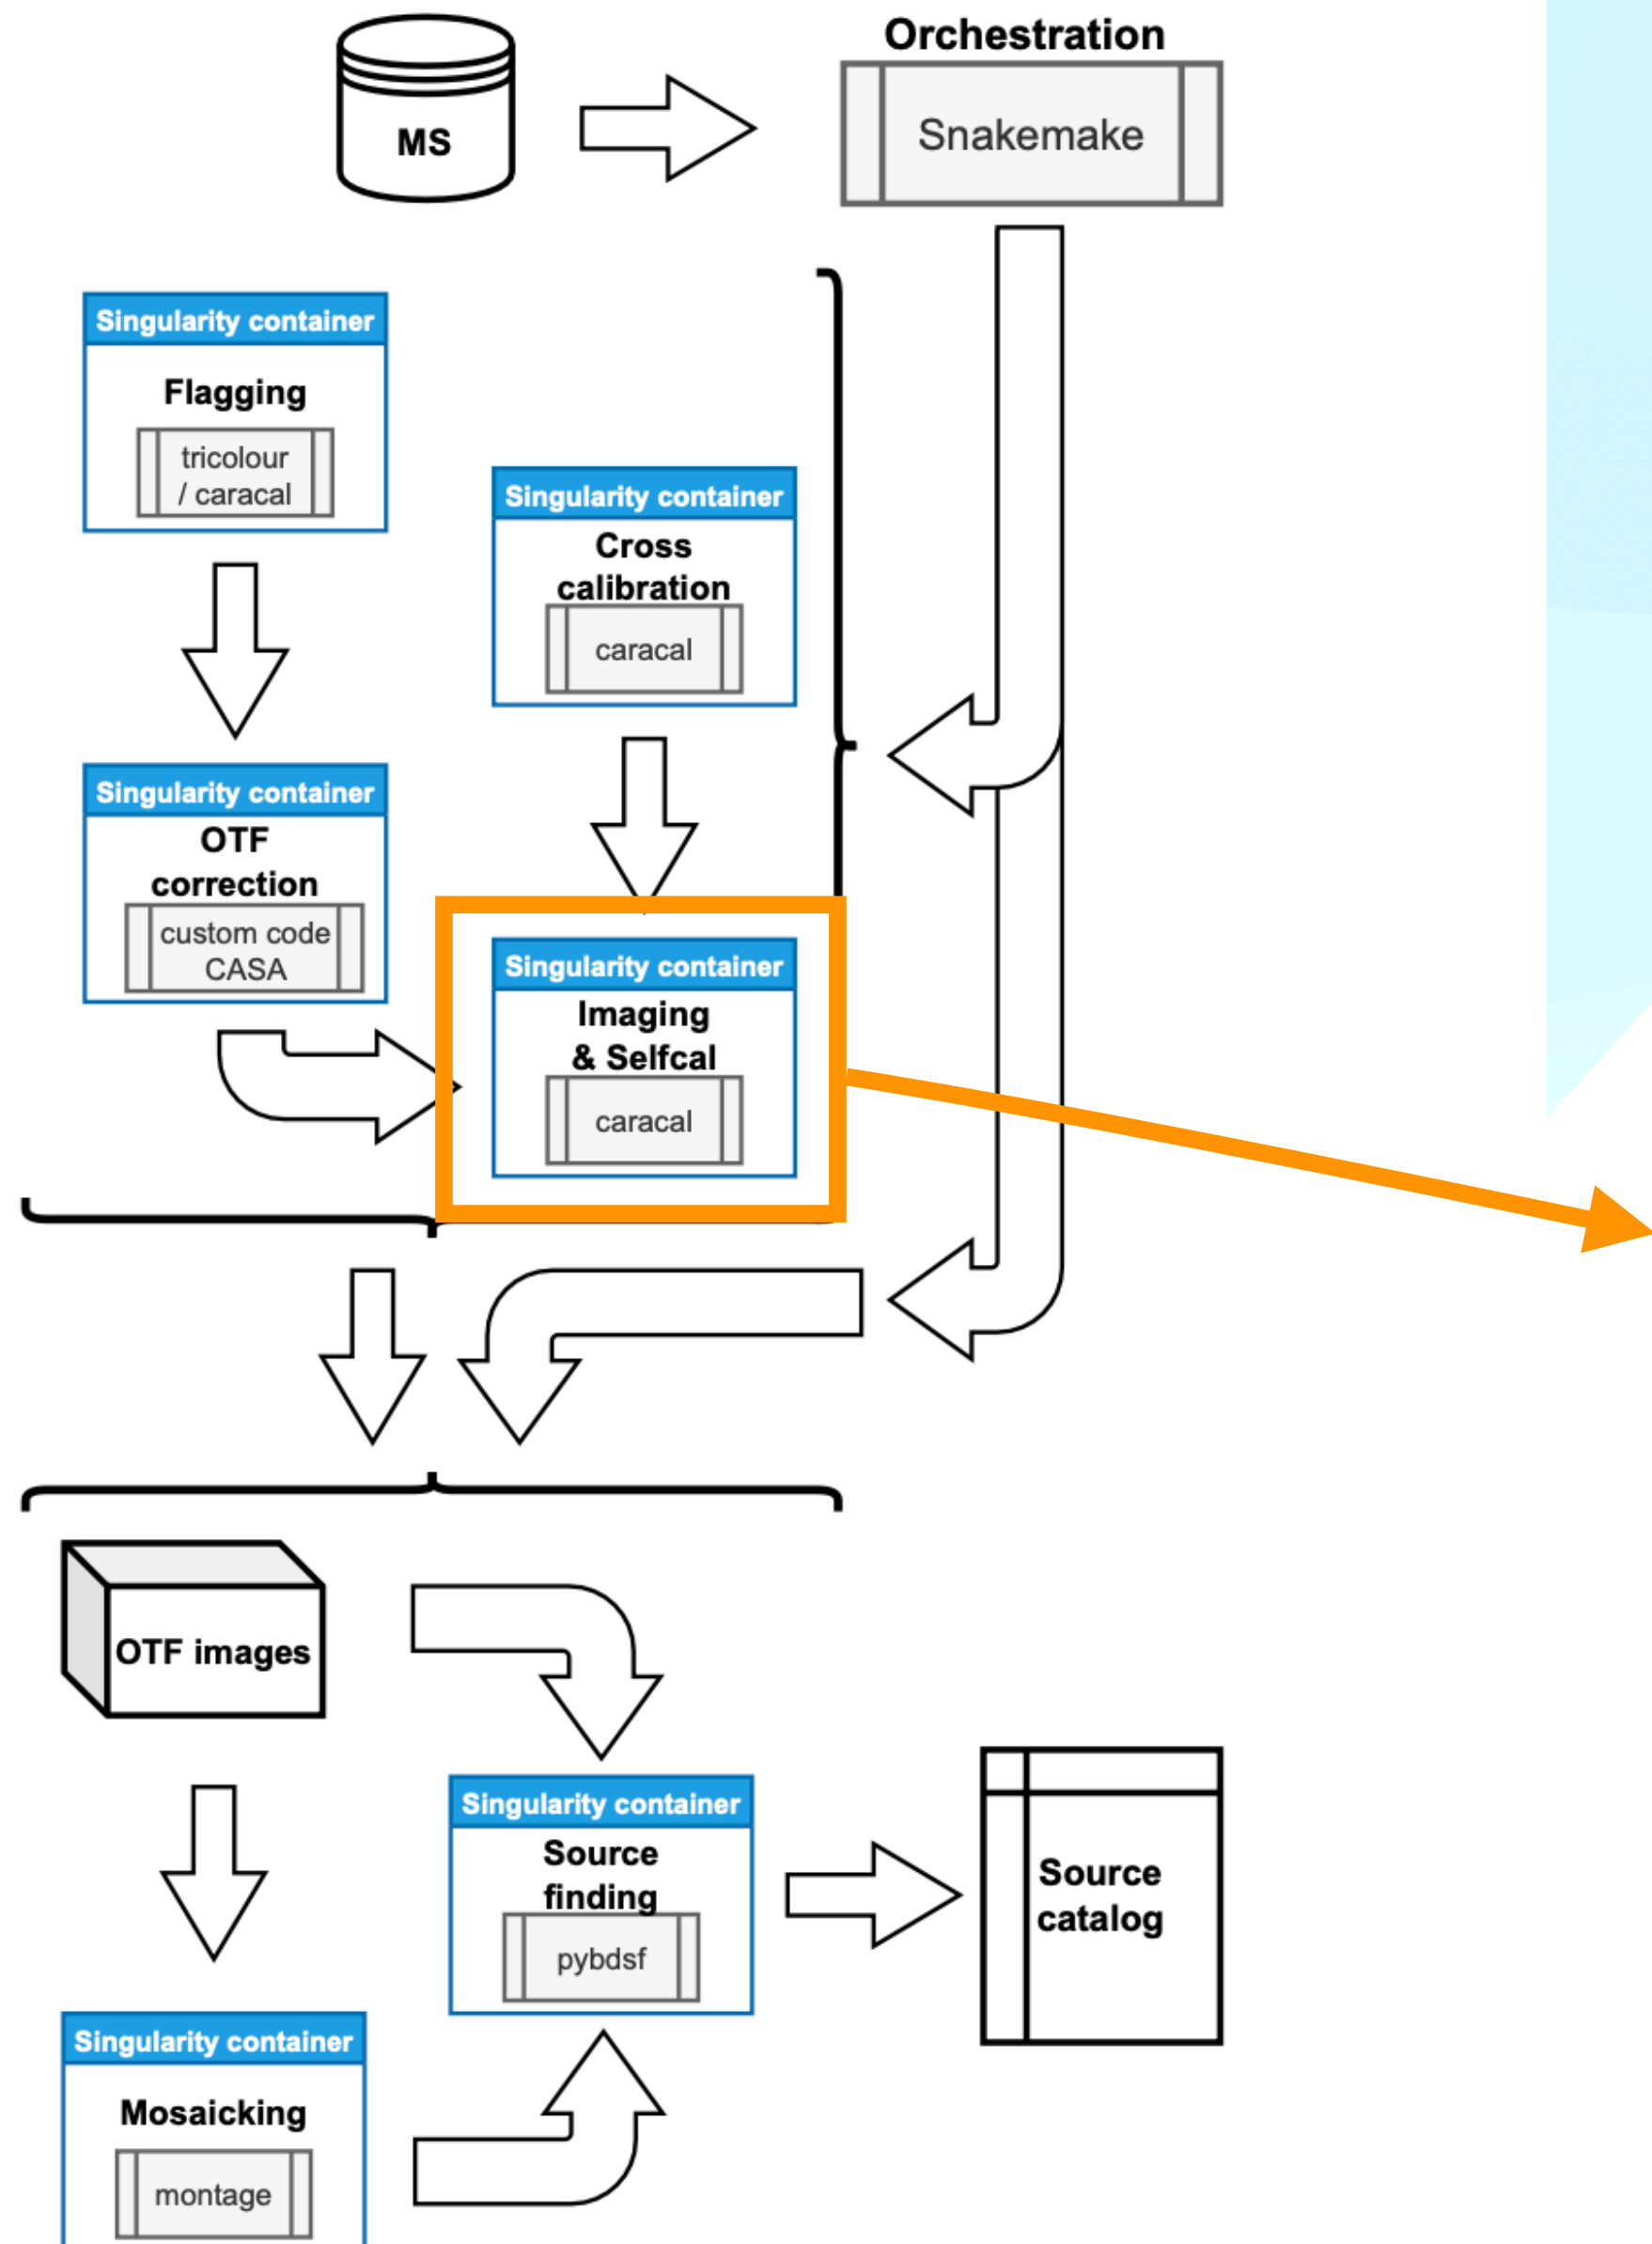 Orchestration
MS
Snakemake
Singularity container
Flagging
tricolour
/ caracal
Singularity container
Cross
calibration
caracal
Singularity container
OTF
correction
custom code
CASA
Singularity container
Imaging
& Selfcal
caracal
OTF images
Singularity container
Source
finding
pybdsf
Source
catalog
Singularity container
Mosaicking
montage